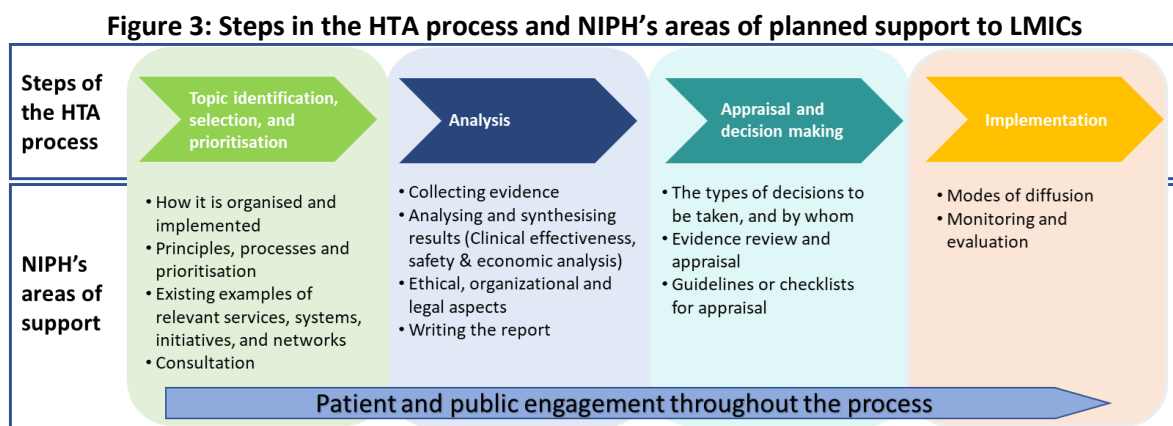 Figure 3: Steps in the HTA process and NIPH's areas of planned support to LMICs
Steps of
the HTA
process
Topic identification,
selection, and
prioritisation
Analysis
Appraisal and
decision making
Implementation
NIPH's
areas of
support
• How it is organised and
implemented
• Principles, processes and
prioritisation
• Existing examples of
relevant services, systems,
initiatives, and networks
• Consultation
• Collecting evidence
• Analysing and synthesising
results (Clinical effectiveness,
safety & economic analysis)
• Ethical, organizational and
legal aspects
• Writing the report
• The types of decisions to
be taken, and by whom
• Evidence review and
appraisal
• Guidelines or checklists
for appraisal
• Modes of diffusion
• Monitoring and
evaluation
Patient and public engagement throughout the process